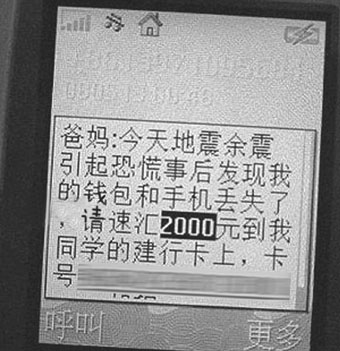 爸妈:今天地震余震
引起恐慌事后发现我
的钱包和手机丢失了
，请速汇2000元到我
同学的建行卡上，卡
号
呼叫 更多